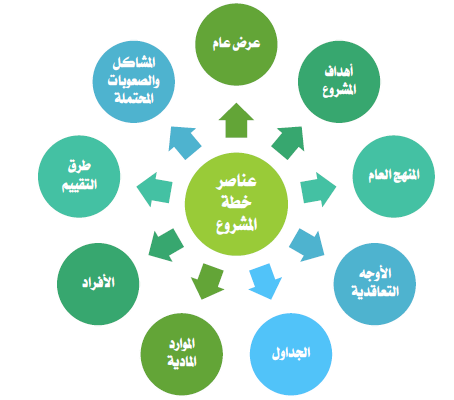 عناصر
خطة
المشروع
عرض عام
أهداف
المشروع
المنهج العام
الأوجه
التعاقدية
الجداول
الموارد
المادية
الأفراد
طرق
التقييم
المشاكل
والصعوبات
المحتملة